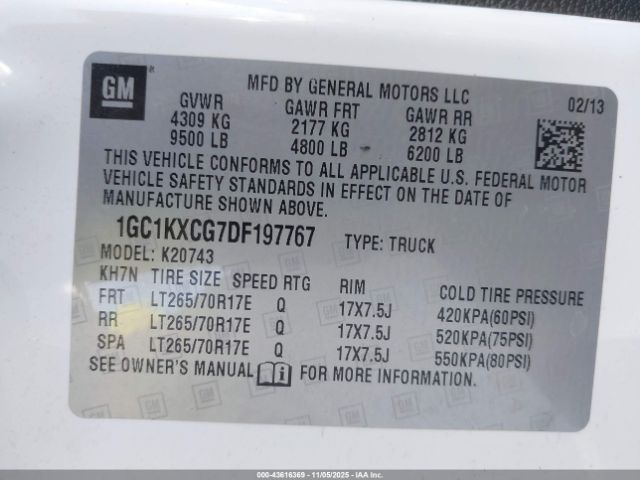 GM
MFD BY GENERAL MOTORS LLC
02/13
GVWR GAWR FRT GAWR RR
4309 KG 2177 KG 2812 KG
9500 LB 4800 LB 6200 LB
THIS VEHICLE CONFORMS TO ALL APPLICABLE U.S. FEDERAL MOTOR
VEHICLE SAFETY STANDARDS IN EFFECT ON THE DATE OF
MANUFACTURE SHOWN ABOVE.
1GC1KXCG7DF197767 TYPE: TRUCK
MODEL: K20743
KH7N TIRE SIZE SPEED RTG RIM COLD TIRE PRESSURE
FRT LT265/70R17E Q 17X7.5J 420KPA(60PSI)
RR LT265/70R17E Q 17X7.5J 520KPA(75PSI)
SPA LT265/70R17E Q 17X7.5J 550KPA(80PSI)
SEE OWNER'S MANUAL i FOR MORE INFORMATION.
000-43616369 - 11/05/2025 - IAAI.COM